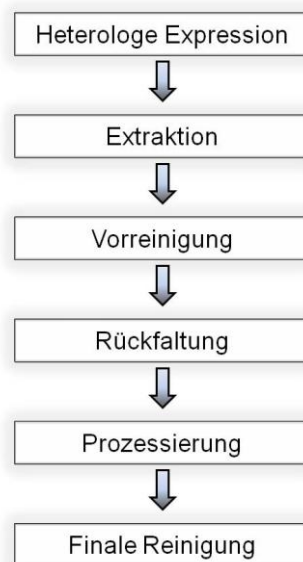 Heterologe Expression
Extraktion
Vorreinigung
Rückfaltung
Prozessierung
Finale Reinigung